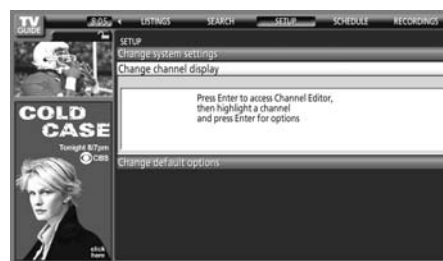 TV
GUIDE
8:05
LISTINGS
SEARCH
SETUP
SCHEDULE
RECORDINGS
SETUP
Change system settings
Change channel display
Press Enter to access Channel Editor,
then highlight a channel
and press Enter for options
Change default options
COLD
CASE
Tonight 8/7pm
CBS
click
here